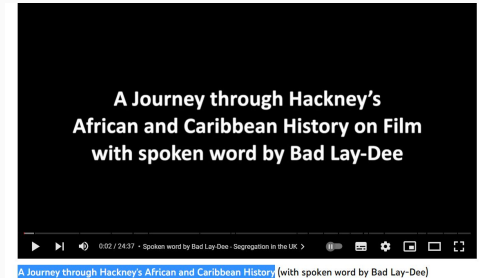 A Journey through Hackney's
African and Caribbean History on Film
with spoken word by Bad Lay-Dee
0:02 / 24:37 • Spoken word by Bad Lay-Dee - Segregation in the UK >
A Journey through Hackney's African and Caribbean History (with spoken word by Bad Lay-Dee)